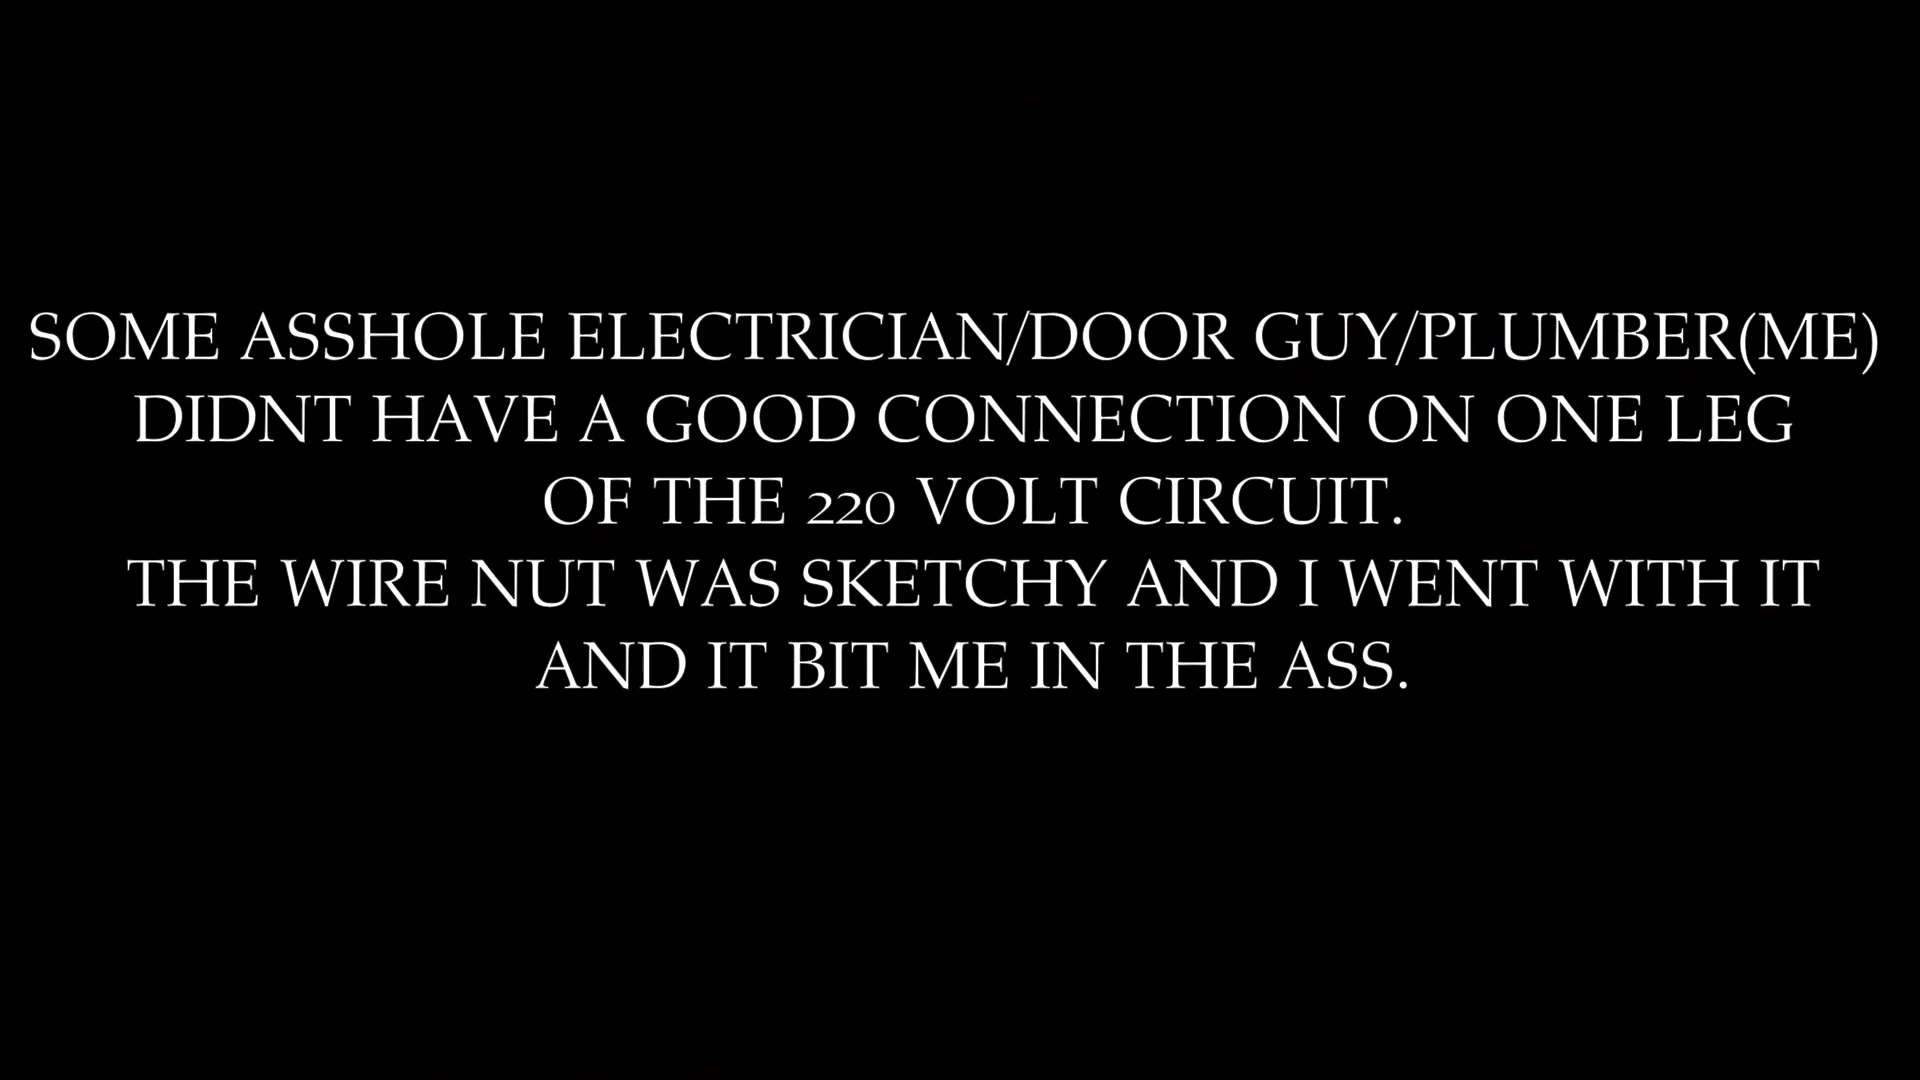 SOME ASSHOLE ELECTRICIAN/DOOR GUY/PLUMBER(ME)
DIDNT HAVE A GOOD CONNECTION ON ONE LEG
OF THE 220 VOLT CIRCUIT.
THE WIRE NUT WAS SKETCHY AND I WENT WITH IT
AND IT BIT ME IN THE ASS.